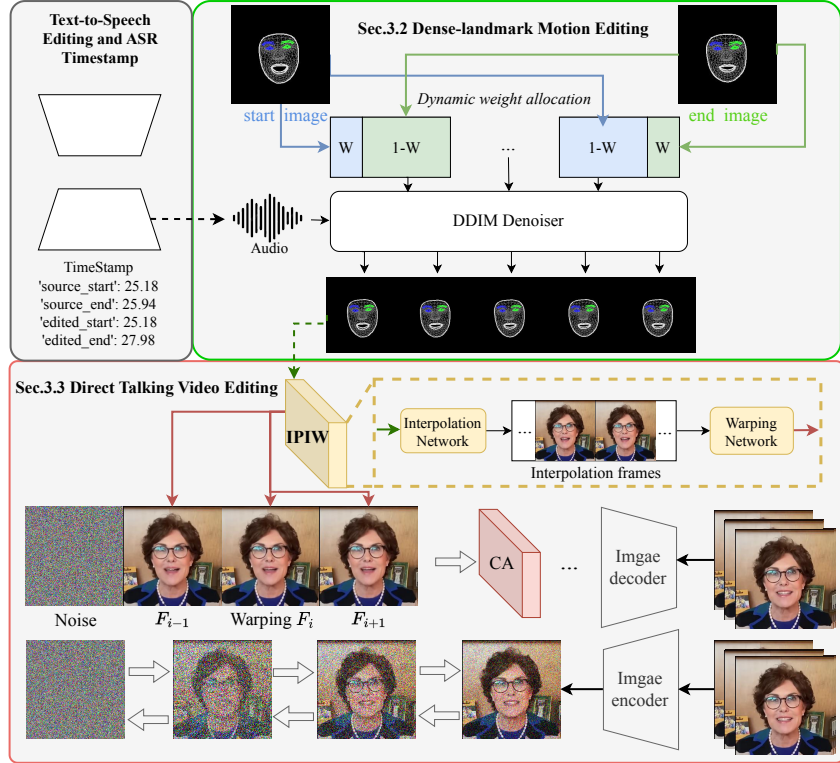 Text-to-Speech
Editing and ASR
Timestamp
TimeStamp
'source_start': 25.18
'source_end': 25.94
'edited_start': 25.18
'edited_end': 27.98
Sec.3.2 Dense-landmark Motion Editing
Dynamic weight allocation
start image
end image
W
1-W
...
1-W
W
Audio
DDIM Denoiser
Sec.3.3 Direct Talking Video Editing
IPIW
Interpolation
Network
...
...
Warping
Network
Interpolation frames
CA
...
Imgae
decoder
Noise
F_{i-1}
Warping F_i
F_{i+1}
Imgae
encoder